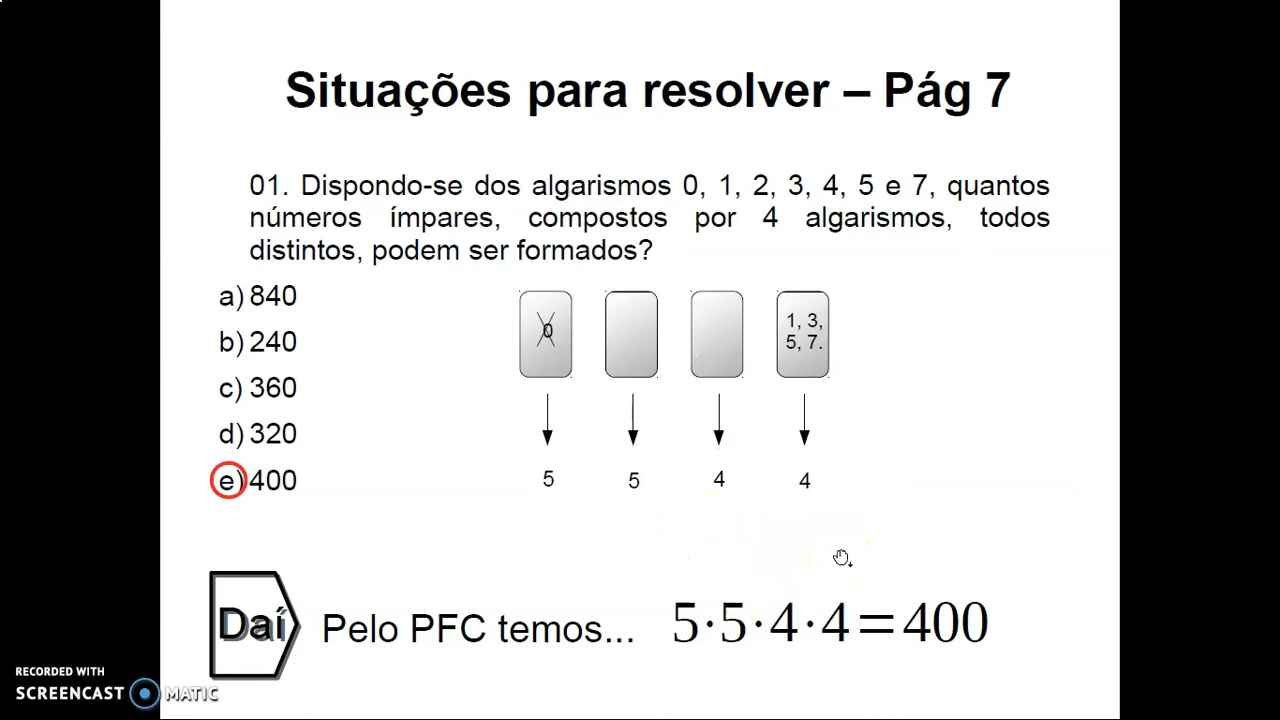 Situações para resolver – Pág 7
01. Dispondo-se dos algarismos 0, 1, 2, 3, 4, 5 e 7, quantos
números ímpares, compostos por 4 algarismos, todos
distintos, podem ser formados?
a) 840
b) 240
c) 360
d) 320
e) 400
0
1, 3,
5, 7.
5 5 4 4
Daí
Pelo PFC temos... 5·5·4·4=400
RECORDED WITH
SCREENCAST MATIC